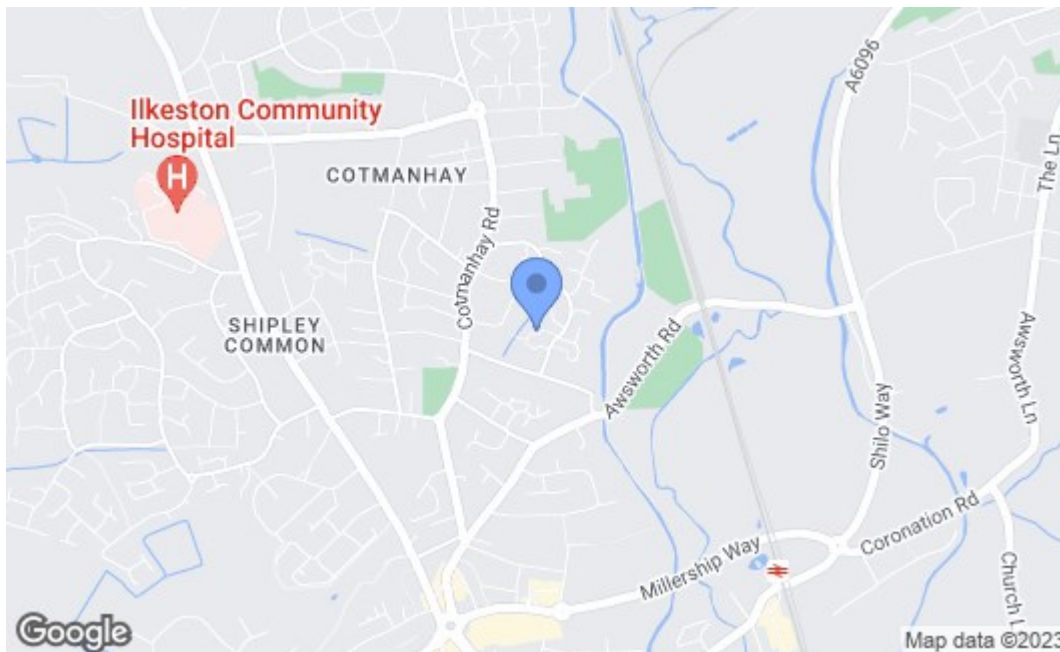 Ilkeston Community
Hospital
H
COTMANHAY
SHIPLEY
COMMON
Cotmanhay Rd
Awsworth Rd
A6096
The Ln
Awsworth Ln
Shilo Way
Coronation Rd
Millership Way
Church L
Google
Map data ©2023